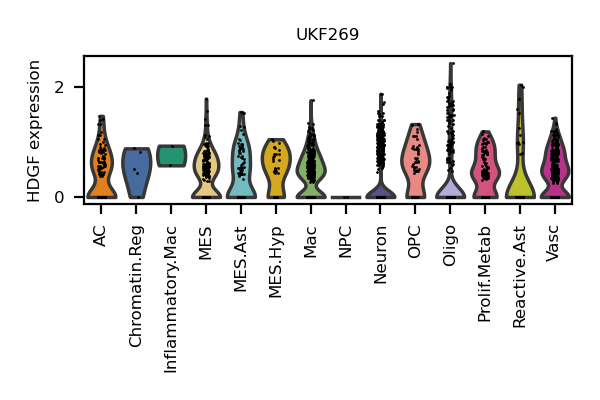 UKF269
HDGF expression
2
0
AC
Chromatin.Reg
Inflammatory.Mac
MES
MES.Ast
MES.Hyp
Mac
NPC
Neuron
OPC
Oligo
Prolif.Metab
Reactive.Ast
Vasc